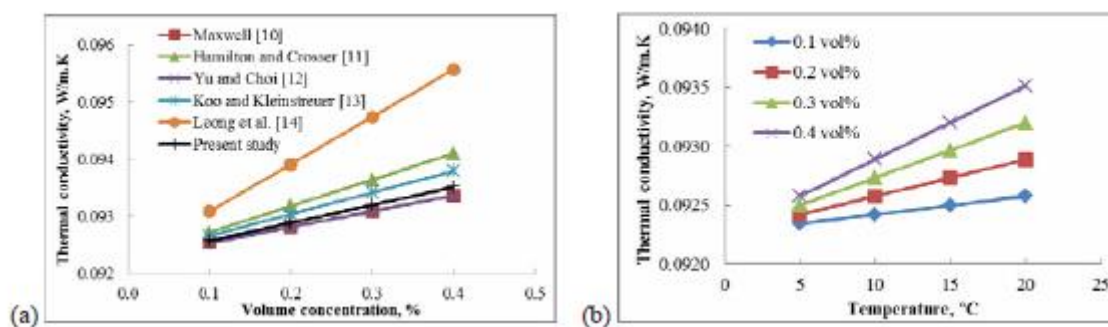 0.096
0.095
0.094
0.093
0.092
Thermal conductivity, W/m.K
Maxwell [10]
Hamilton and Crosser [11]
Yu and Choi [12]
Koo and Kleinstreuer [13]
Leong et al. [14]
Present study
0.0 0.1 0.2 0.3 0.4 0.5
Volume concentration, %
(a)
0.0940
0.0935
0.0930
0.0925
0.0920
Thermal conductivity, W/m.K
0.1 vol%
0.2 vol%
0.3 vol%
0.4 vol%
0 5 10 15 20 25
Temperature, °C
(b)